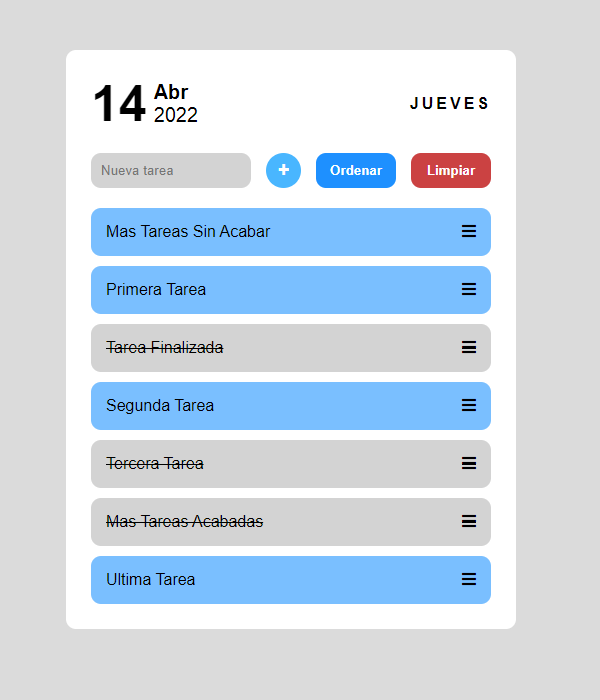 14 Abr
2022
JUEVES
Nueva tarea + Ordenar Limpiar
Mas Tareas Sin Acabar
Primera Tarea
Tarea Finalizada
Segunda Tarea
Tercera Tarea
Mas Tareas Acabadas
Ultima Tarea